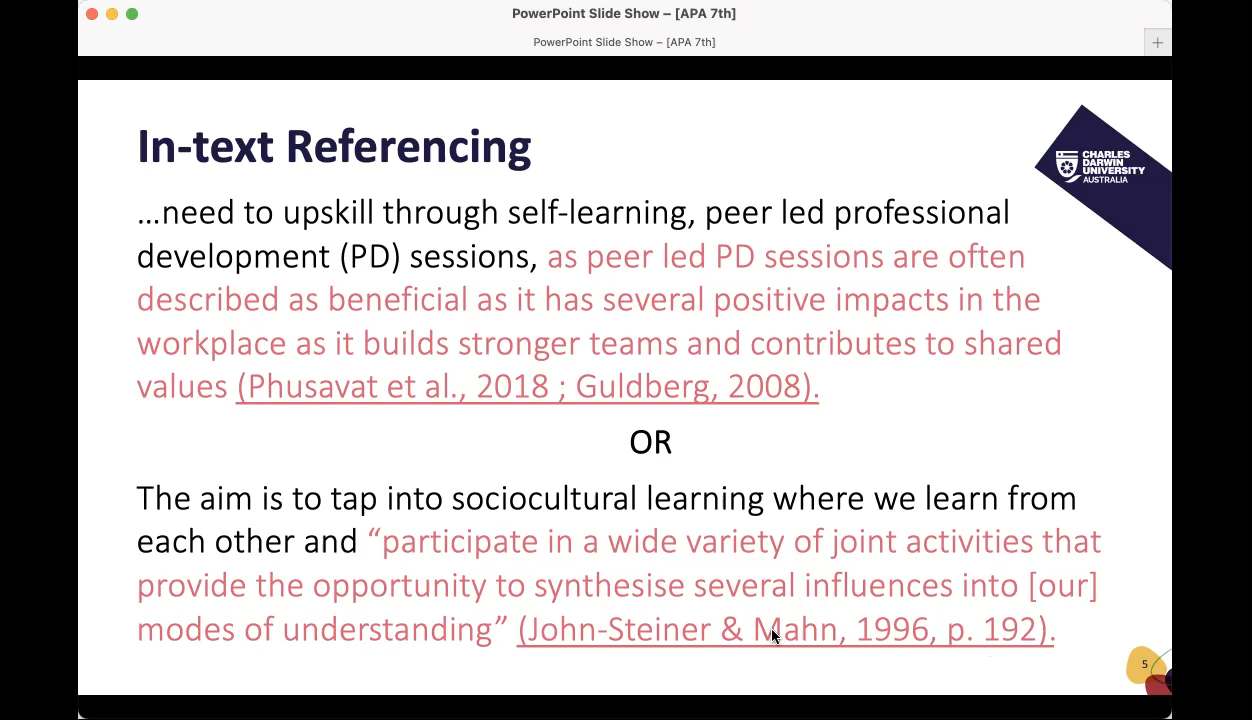 PowerPoint Slide Show – [APA 7th]
PowerPoint Slide Show – [APA 7th]
In-text Referencing
CHARLES
DARWIN
UNIVERSITY
AUSTRALIA
…need to upskill through self-learning, peer led professional
development (PD) sessions, as peer led PD sessions are often
described as beneficial as it has several positive impacts in the
workplace as it builds stronger teams and contributes to shared
values (Phusavat et al., 2018 ; Guldberg, 2008).
OR
The aim is to tap into sociocultural learning where we learn from
each other and “participate in a wide variety of joint activities that
provide the opportunity to synthesise several influences into [our]
modes of understanding” (John-Steiner & Mahn, 1996, p. 192).
5